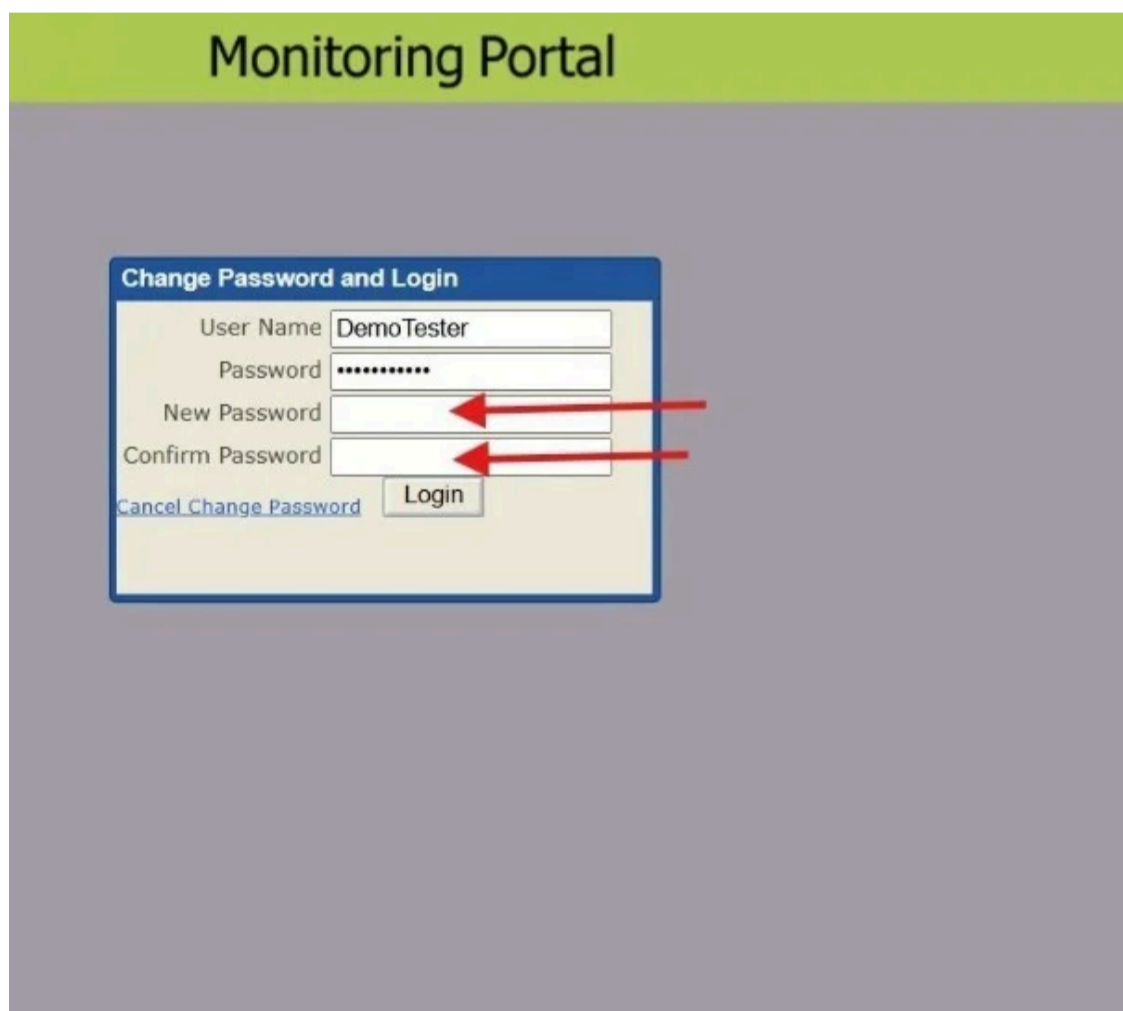 Monitoring Portal
Change Password and Login
User Name DemoTester
Password •••••••••••
New Password
Confirm Password
Cancel Change Password Login